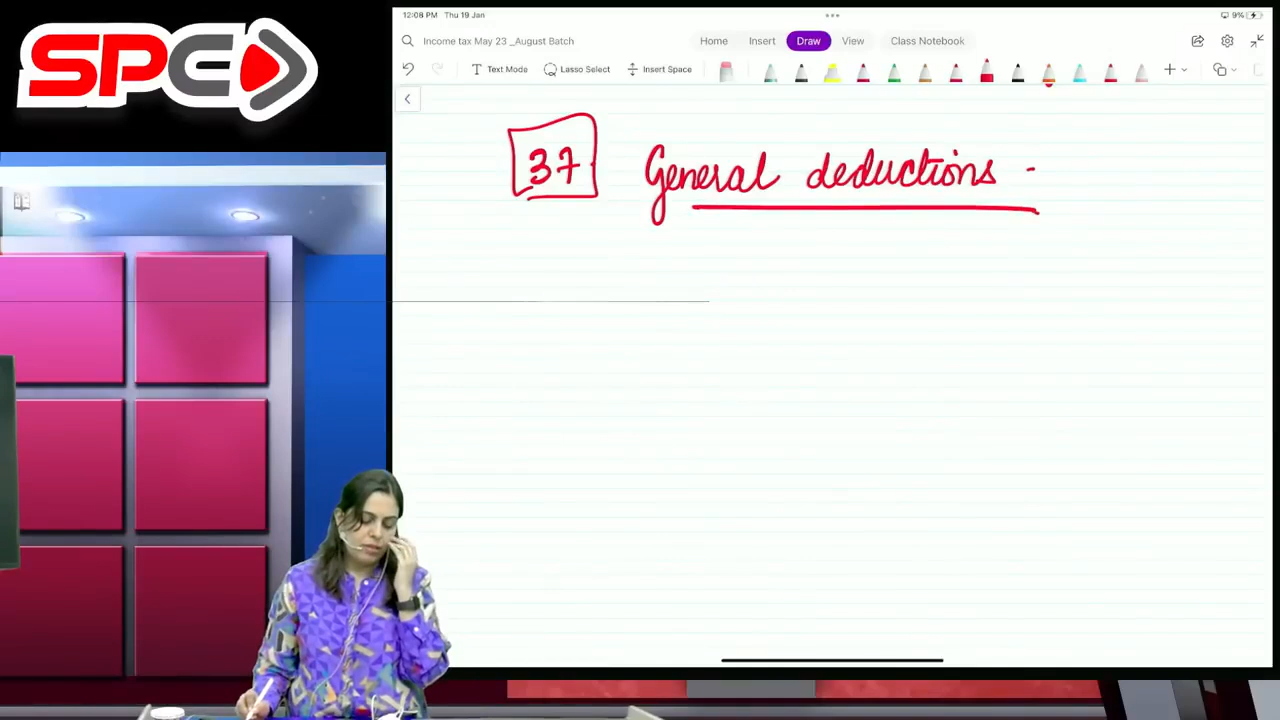 SPC
12:08 PM Thu 19 Jan
9%
Income tax May 23 _August Batch
Home Insert Draw View Class Notebook
Text Mode Lasso Select Insert Space
37 General deductions -